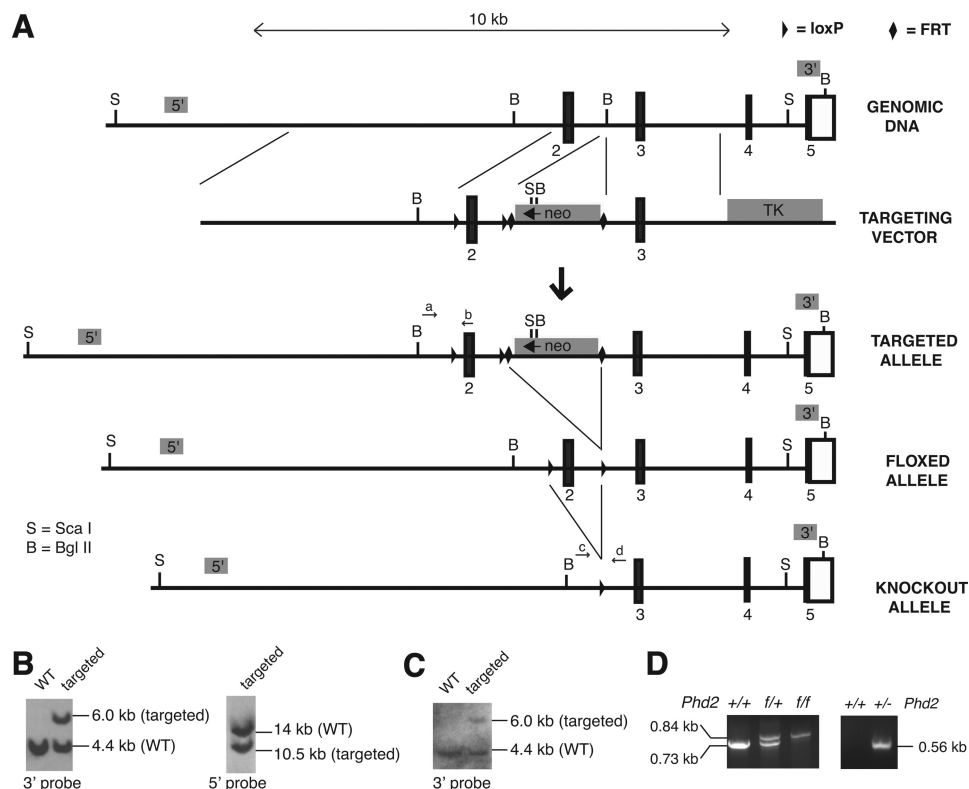 A
10 kb
= loxP
= FRT
S
5'
B
2
B
3
4
S
3'
B
5
GENOMIC
DNA
B
2
SB
neo
3
TK
TARGETING
VECTOR
S
5'
a
B
b
2
SB
neo
3
4
S
3'
B
5
TARGETED
ALLELE
S
5'
B
2
3
4
S
3'
B
5
FLOXED
ALLELE
S = Sca I
B = Bgl II
S
5'
B
c
d
3
4
S
3'
B
5
KNOCKOUT
ALLELE
B
WT
targeted
6.0 kb (targeted)
4.4 kb (WT)
3' probe
targeted
14 kb (WT)
10.5 kb (targeted)
5' probe
C
WT
targeted
6.0 kb (targeted)
4.4 kb (WT)
3' probe
D
Phd2 +/+ f/+ f/f
0.84 kb
0.73 kb
+/+ +/- Phd2
0.56 kb